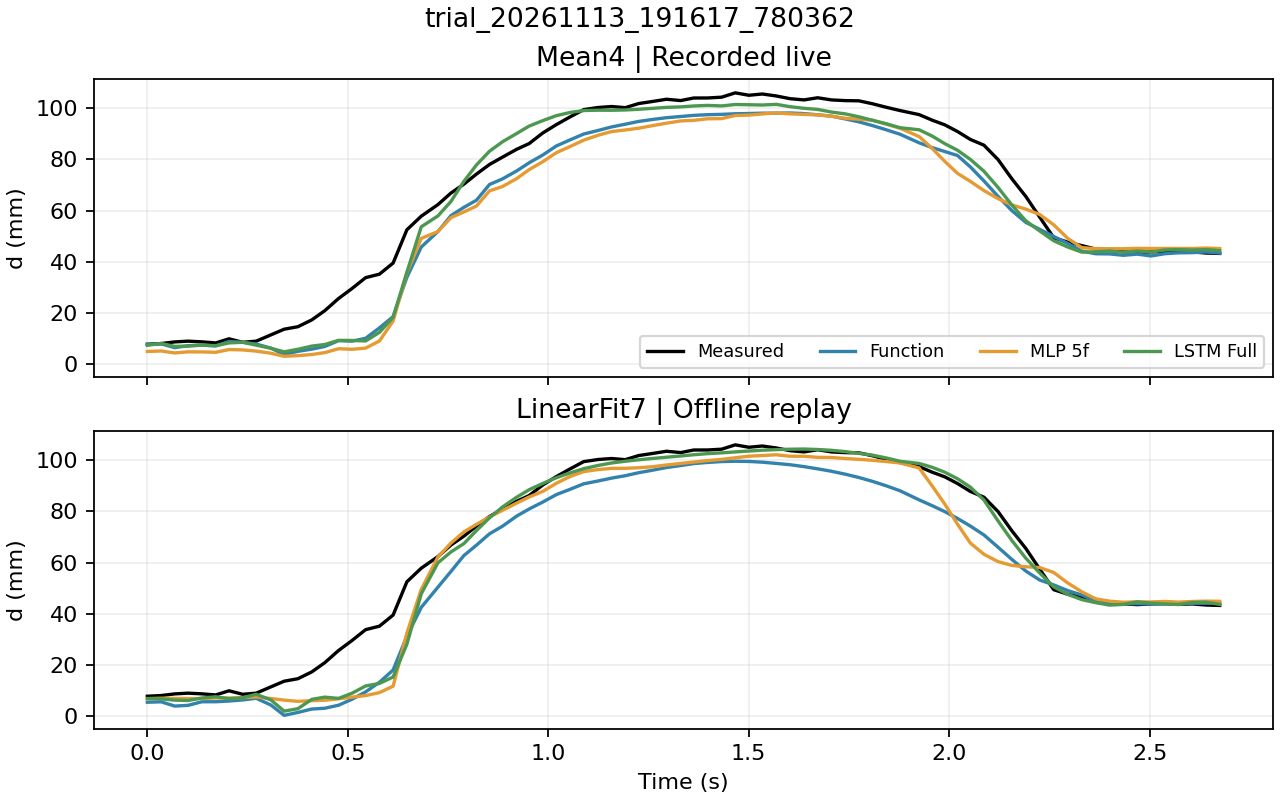 trial_20261113_191617_780362
Mean4 | Recorded live
100
80
60
40
20
0
d (mm)
Measured
Function
MLP 5f
LSTM Full
LinearFit7 | Offline replay
100
80
60
40
20
0
d (mm)
0.0
0.5
1.0
1.5
2.0
2.5
Time (s)